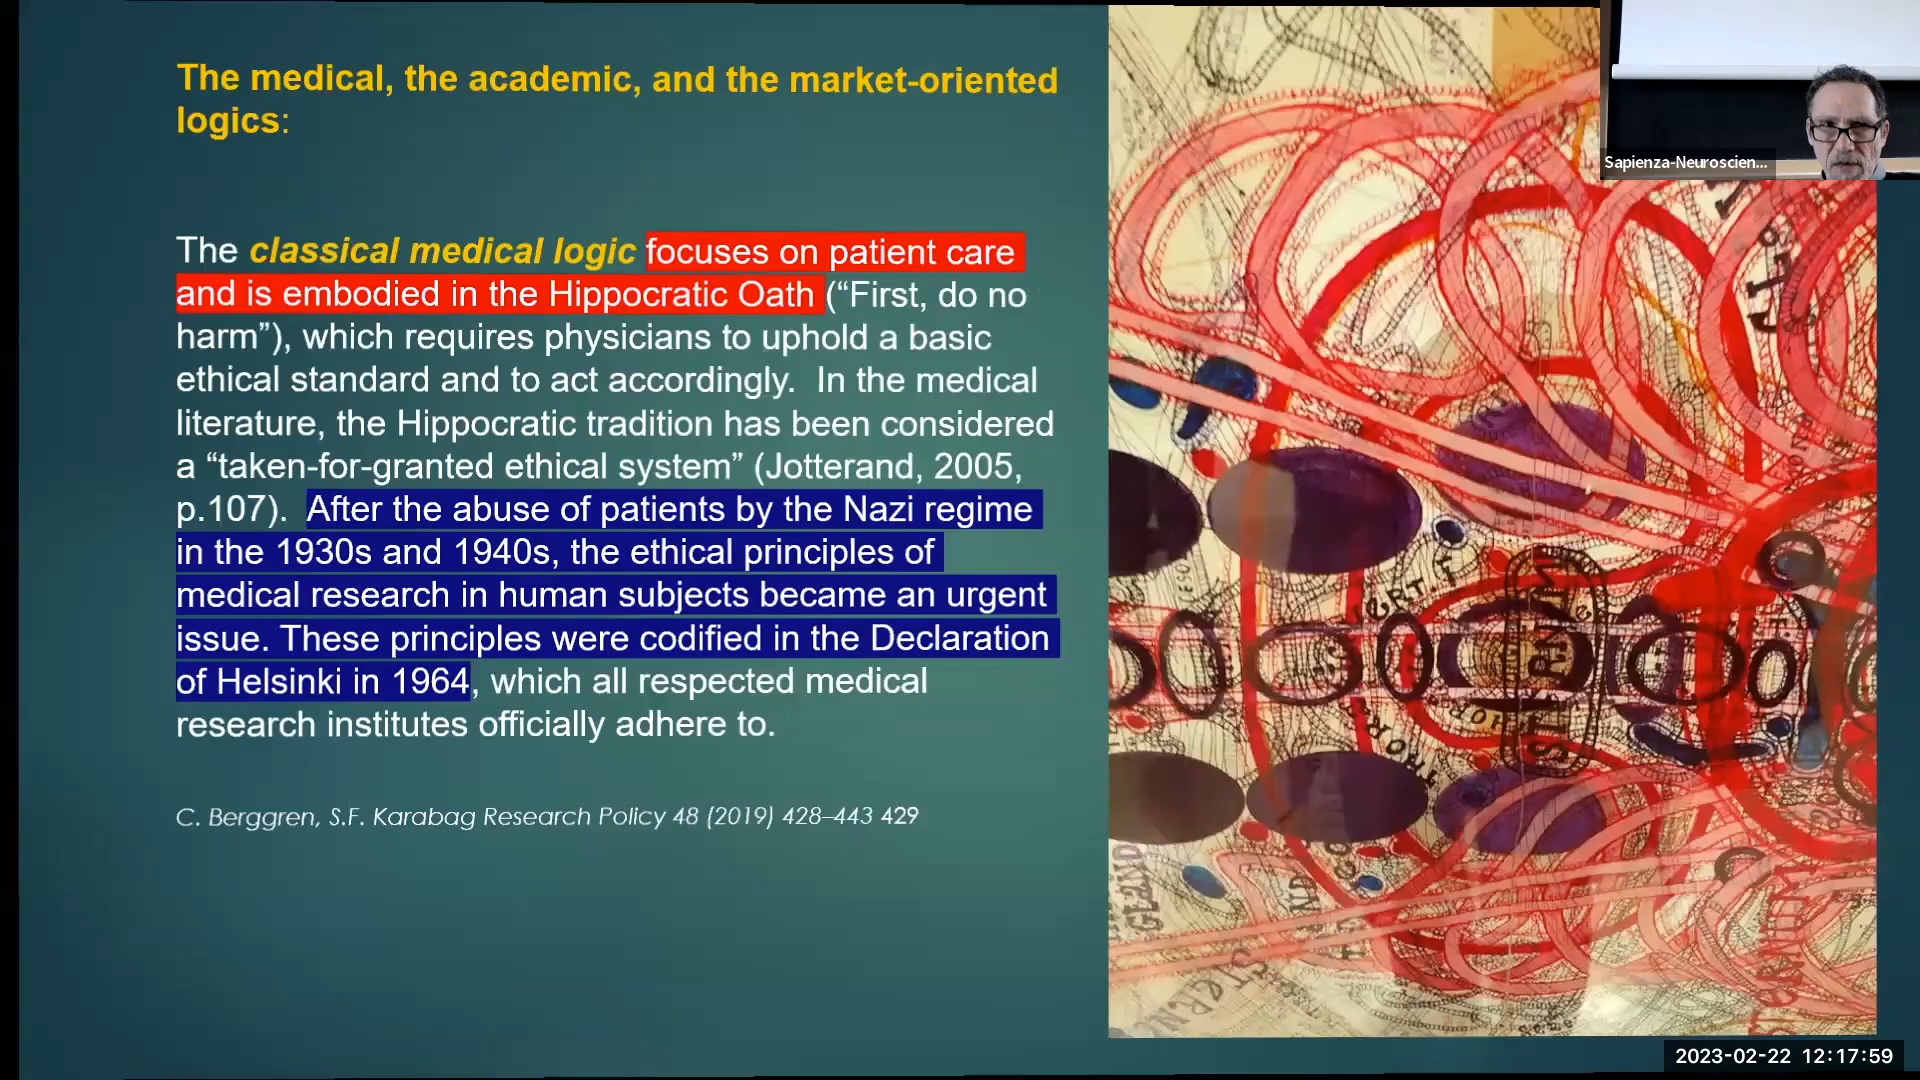 The medical, the academic, and the market-oriented
logics:
The classical medical logic focuses on patient care
and is embodied in the Hippocratic Oath (“First, do no
harm”), which requires physicians to uphold a basic
ethical standard and to act accordingly.  In the medical
literature, the Hippocratic tradition has been considered
a “taken-for-granted ethical system” (Jotterand, 2005,
p.107).  After the abuse of patients by the Nazi regime
in the 1930s and 1940s, the ethical principles of
medical research in human subjects became an urgent
issue. These principles were codified in the Declaration
of Helsinki in 1964, which all respected medical
research institutes officially adhere to.
C. Berggren, S.F. Karabag Research Policy 48 (2019) 428–443 429
Sapienza-Neuroscien...
2023-02-22 12:17:59